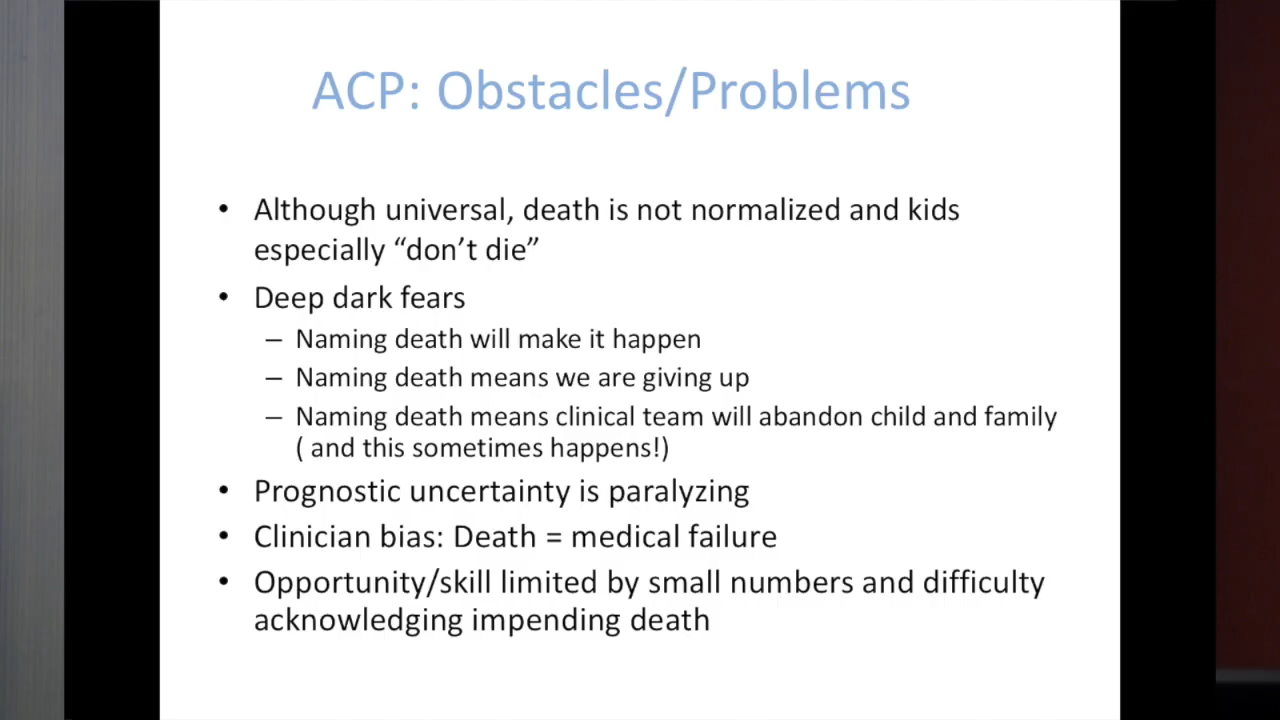 ACP: Obstacles/Problems
• Although universal, death is not normalized and kids
especially “don’t die”
• Deep dark fears
– Naming death will make it happen
– Naming death means we are giving up
– Naming death means clinical team will abandon child and family
( and this sometimes happens!)
• Prognostic uncertainty is paralyzing
• Clinician bias: Death = medical failure
• Opportunity/skill limited by small numbers and difficulty
acknowledging impending death